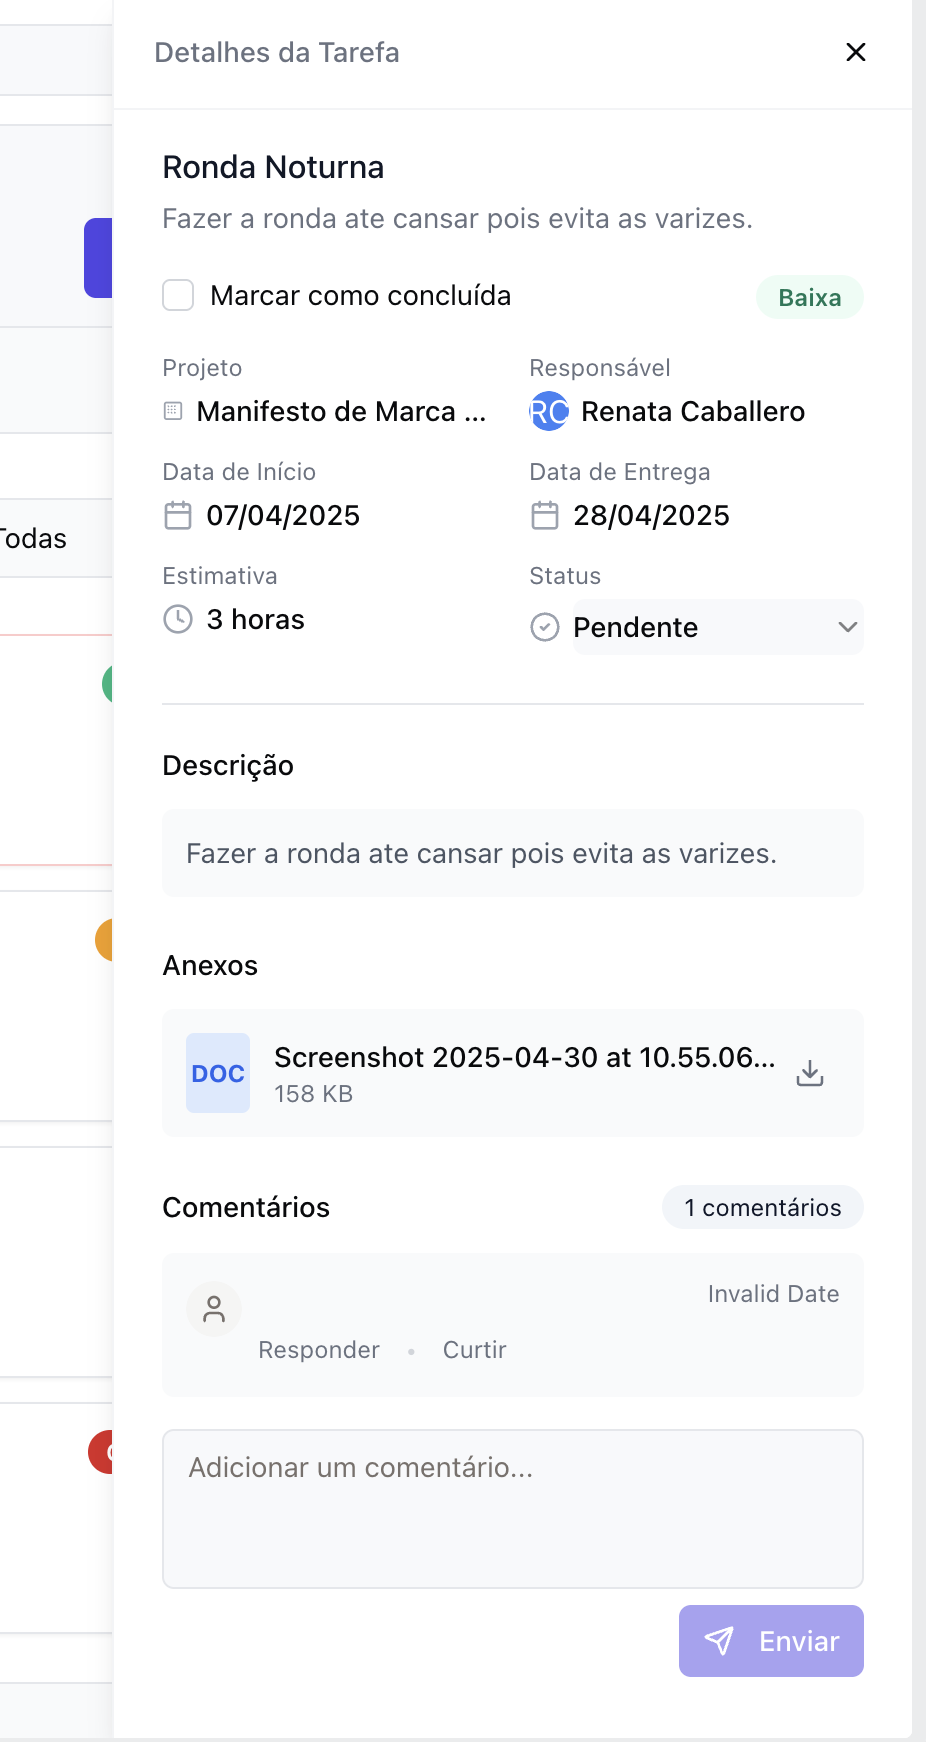 Detalhes da Tarefa
Ronda Noturna
Fazer a ronda ate cansar pois evita as varizes.
Marcar como concluída
Baixa
Projeto
Responsável
Manifesto de Marca ...
RC
Renata Caballero
Data de Início
Data de Entrega
07/04/2025
28/04/2025
Todas
Estimativa
Status
3 horas
Pendente
Descrição
Fazer a ronda ate cansar pois evita as varizes.
Anexos
DOC
Screenshot 2025-04-30 at 10.55.06...
158 KB
Comentários
1 comentários
Invalid Date
Responder • Curtir
Adicionar um comentário...
Enviar